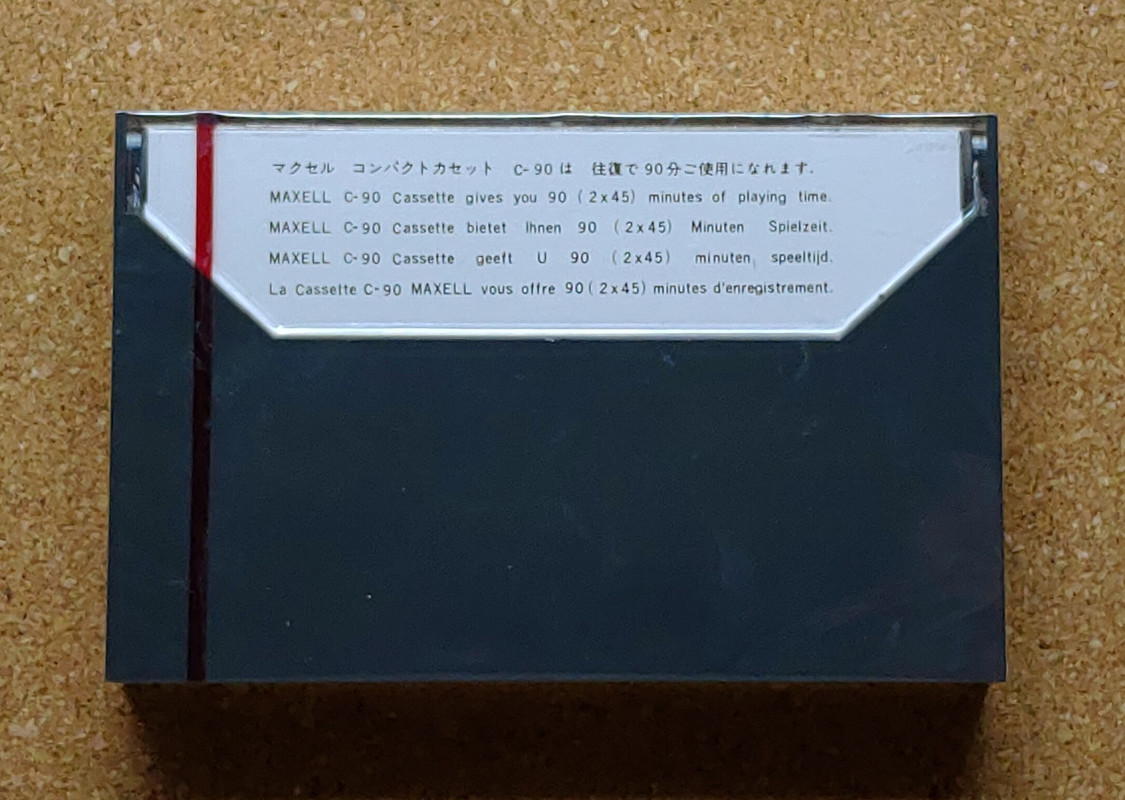 マクセル コンパクトカセット C-90は 往復で90分ご使用になれます.
MAXELL C-90 Cassette gives you 90 (2x45) minutes of playing time.
MAXELL C-90 Cassette bietet Ihnen 90 (2x45) Minuten Spielzeit.
MAXELL C-90 Cassette geeft U 90 (2x45) minuten speeltijd.
La Cassette C-90 MAXELL vous offre 90(2x45) minutes d'enregistrement.